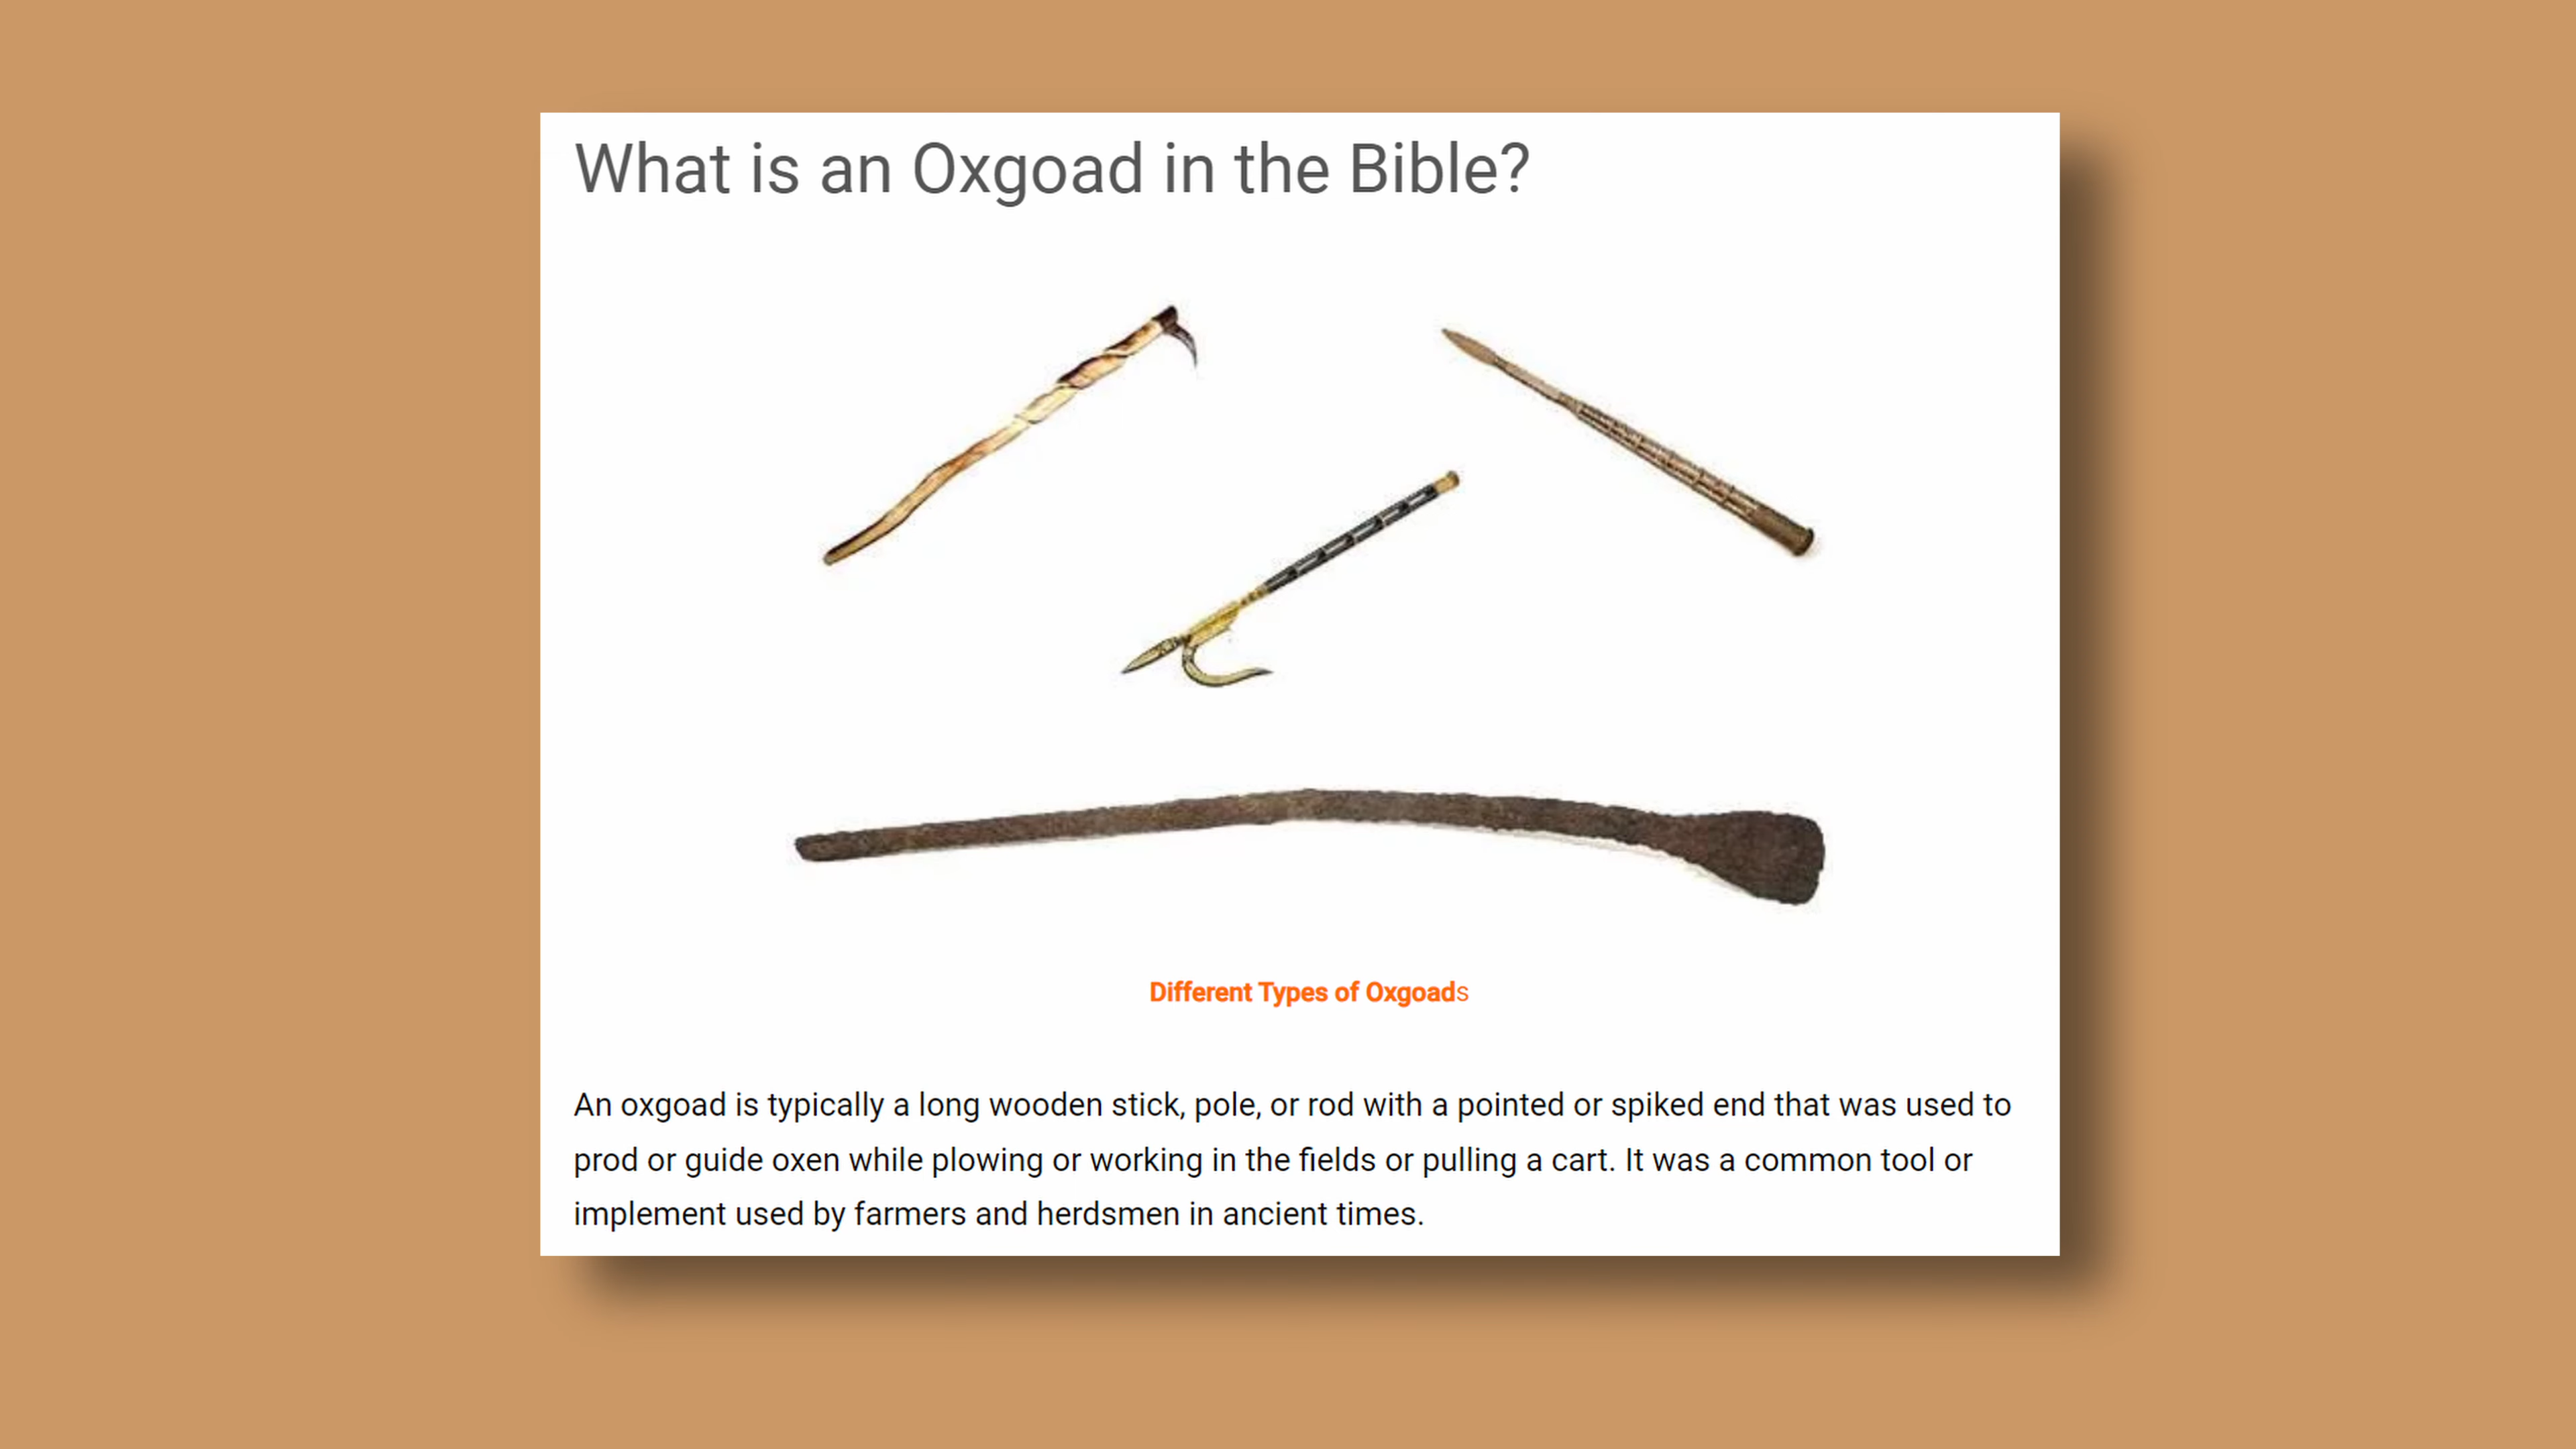 What is an Oxgoad in the Bible?
Different Types of Oxgoads
An oxgoad is typically a long wooden stick, pole, or rod with a pointed or spiked end that was used to
prod or guide oxen while plowing or working in the fields or pulling a cart. It was a common tool or
implement used by farmers and herdsmen in ancient times.